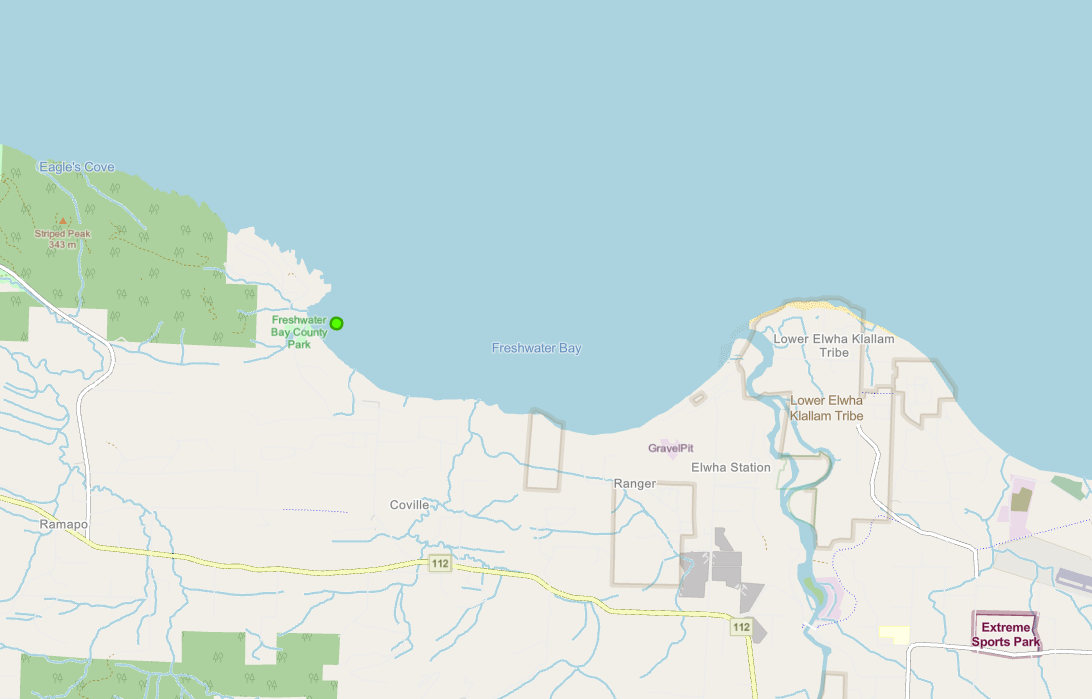 Eagle's Cove
Striped Peak
343 m
Freshwater
Bay County
Park
Freshwater Bay
Lower Elwha Klallam
Tribe
Lower Elwha
Klallam Tribe
GravelPit
Elwha Station
Ranger
Coville
Ramapo
112
112
Extreme
Sports Park